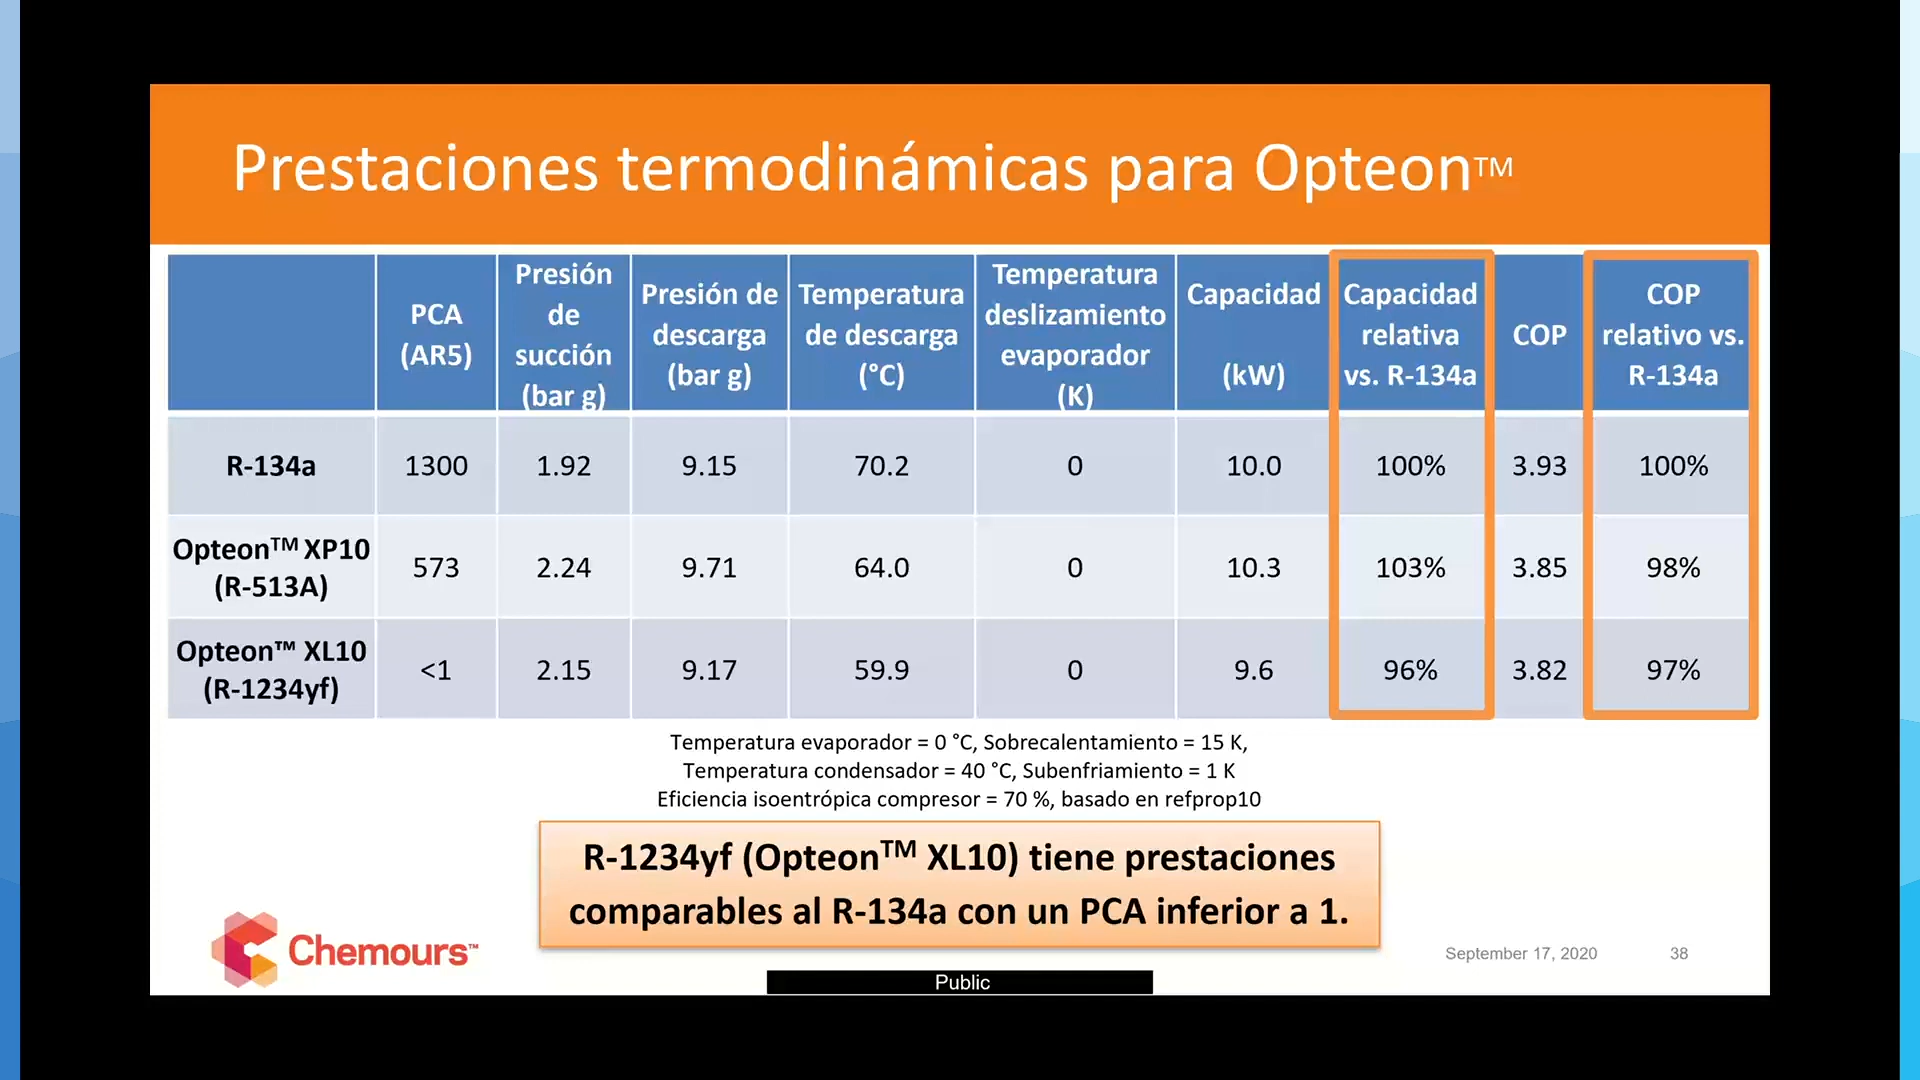 Prestaciones termodinámicas para Opteon™
PCA
(AR5)
Presión
de
succión
(bar g)
Presión de
descarga
(bar g)
Temperatura
de descarga
(°C)
Temperatura
deslizamiento
evaporador
(K)
Capacidad
(kW)
Capacidad
relativa
vs. R-134a
COP
COP
relativo vs.
R-134a
R-134a 1300 1.92 9.15 70.2 0 10.0 100% 3.93 100%
Opteon™ XP10
(R-513A)
573 2.24 9.71 64.0 0 10.3 103% 3.85 98%
Opteon™ XL10
(R-1234yf)
<1 2.15 9.17 59.9 0 9.6 96% 3.82 97%
Temperatura evaporador = 0 °C, Sobrecalentamiento = 15 K,
Temperatura condensador = 40 °C, Subenfriamiento = 1 K
Eficiencia isoentrópica compresor = 70 %, basado en refprop10
R-1234yf (Opteon™ XL10) tiene prestaciones
comparables al R-134a con un PCA inferior a 1.
Chemours™
September 17, 2020 38
Public